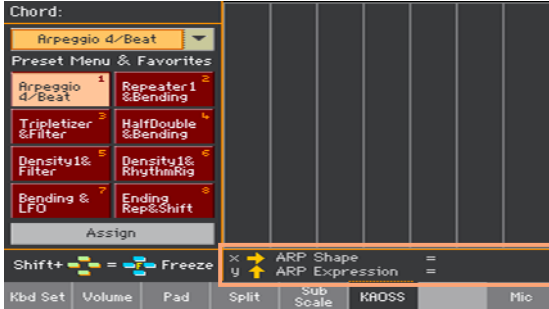 Chord:
Arpeggio 4/Beat
Preset Menu & Favorites
Arpeggio 4/Beat 1
Repeater1 &Bending 2
Tripletizer &Filter 3
HalfDouble &Bending 4
Density1& Filter 5
Density1& RhythmRig 6
Bending & LFO 7
Ending Rep&Shift 8
Assign
Shift+ = F Freeze
x ARP Shape =
y ARP Expression =
Kbd Set Volume Pad Split Sub Scale KAOSS Mic